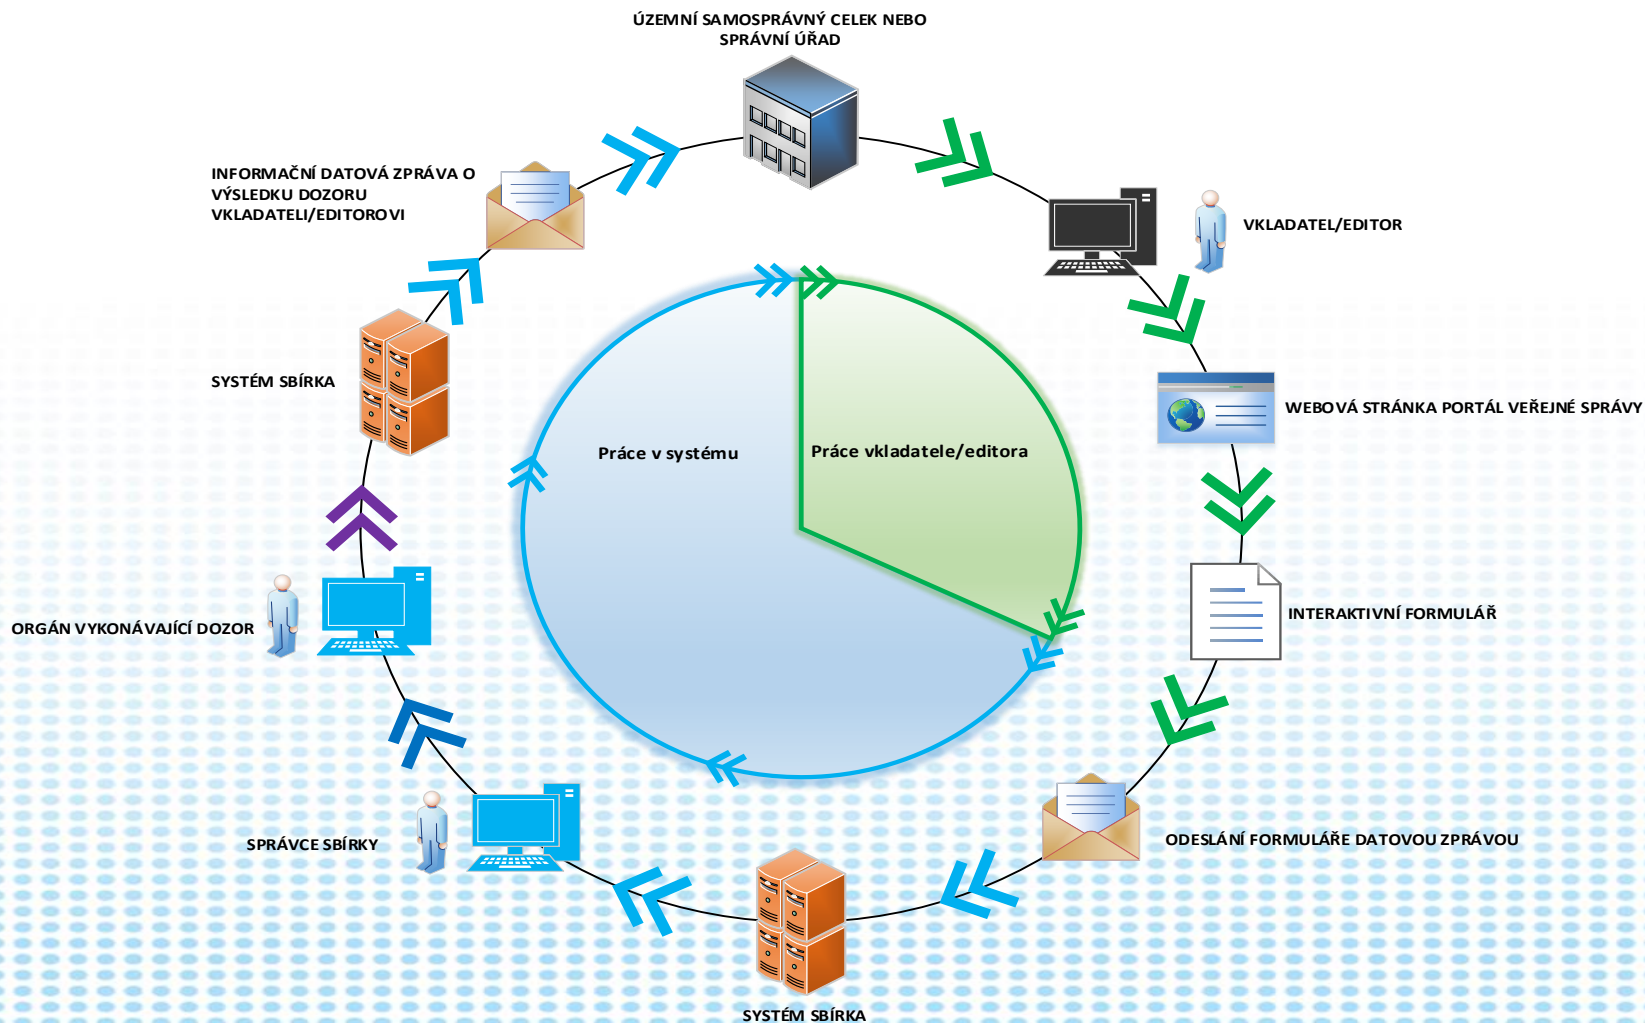 ÚZEMNÍ SAMOSPRÁVNÝ CELEK NEBO
SPRÁVNÍ ÚŘAD
INFORMAČNÍ DATOVÁ ZPRÁVA O
VÝSLEDKU DOZORU
VKLADATELI/EDITOROVI
VKLADATEL/EDITOR
SYSTÉM SBÍRKA
WEBOVÁ STRÁNKA PORTÁL VEŘEJNÉ SPRÁVY
Práce v systému
Práce vkladatele/editora
ORGÁN VYKONÁVAJÍCÍ DOZOR
INTERAKTIVNÍ FORMULÁŘ
SPRÁVCE SBÍRKY
ODESLÁNÍ FORMULÁŘE DATOVOU ZPRÁVOU
SYSTÉM SBÍRKA